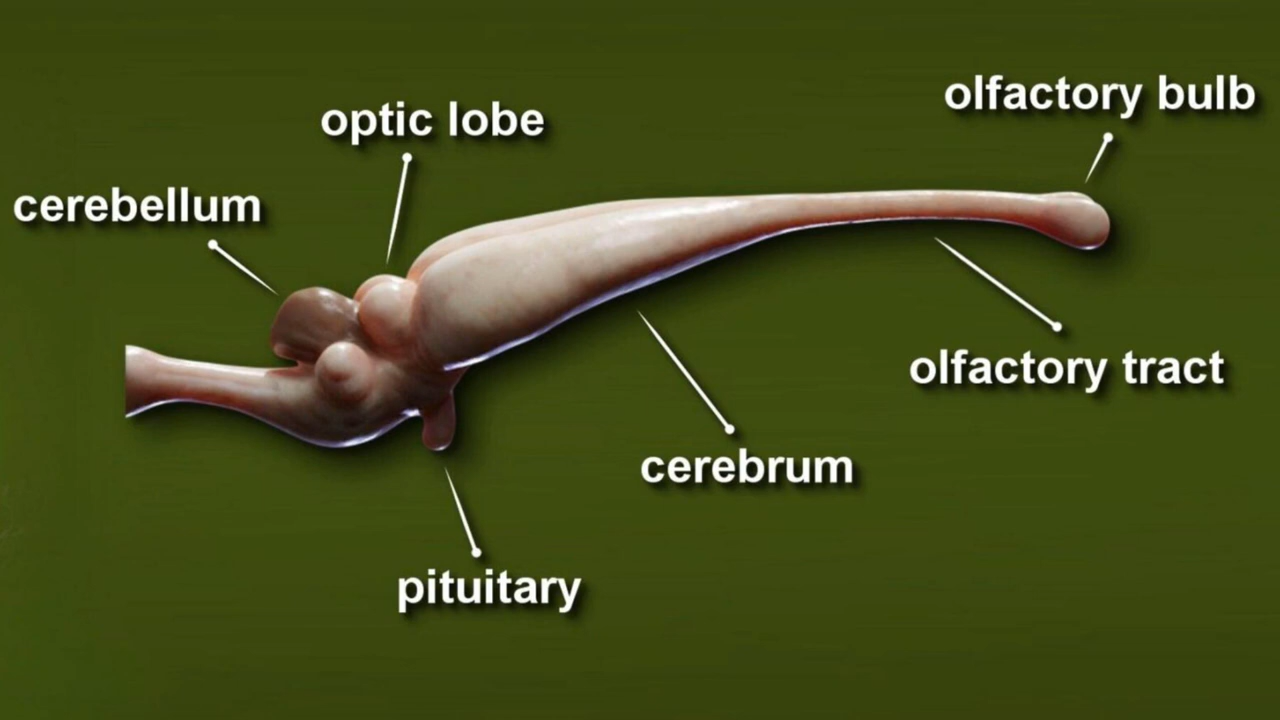 olfactory bulb
optic lobe
cerebellum
olfactory tract
cerebrum
pituitary